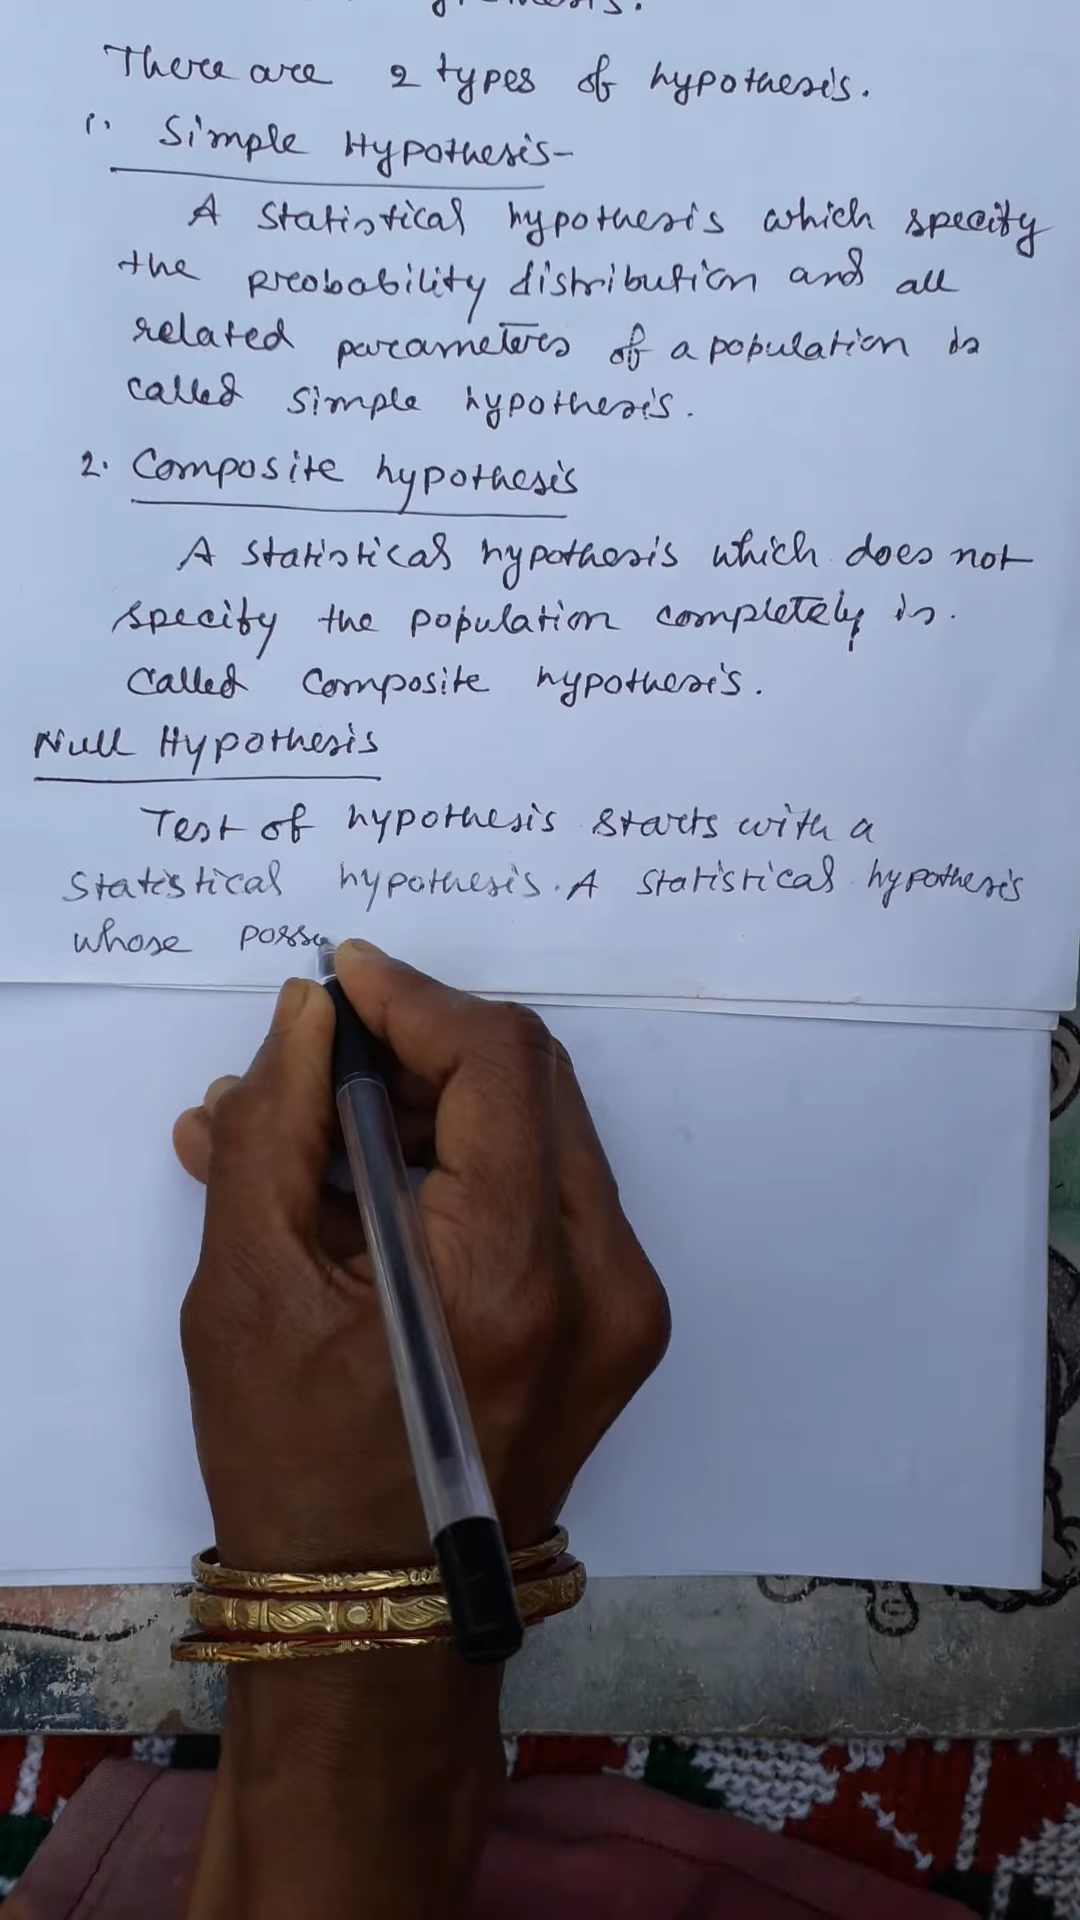 There are 2 types of hypothesis.
1. Simple Hypothesis-
A statistical hypothesis which specify
the probability distribution and all
related parameters of a population is
called simple hypothesis.
2. Composite hypothesis
A statistical hypothesis which does not
specify the population completely is.
called composite hypothesis.
Null Hypothesis
Test of hypothesis starts with a
statistical hypothesis. A statistical hypothesis
whose